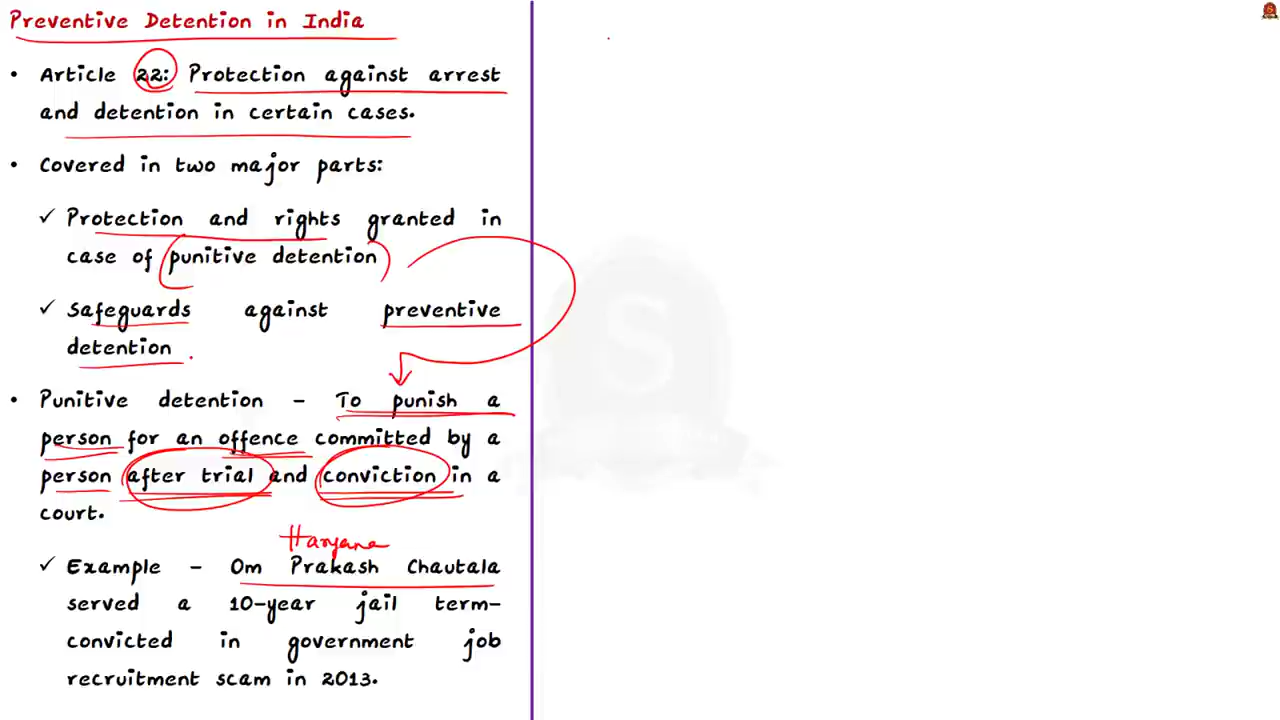 Preventive Detention in India
• Article 22: Protection against arrest
and detention in certain cases.
• Covered in two major parts:
✓ Protection and rights granted in
case of punitive detention
✓ Safeguards against preventive
detention
• Punitive detention - To punish a
person for an offence committed by a
person after trial and conviction in a
court.
Haryana
✓ Example - Om Prakash Chautala
served a 10-year jail term-
convicted in government job
recruitment scam in 2013.
S